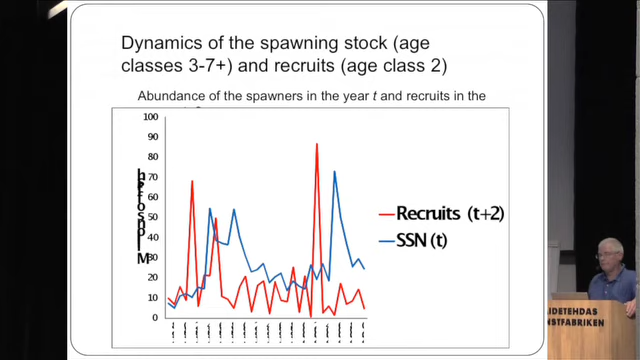 Dynamics of the spawning stock (age
classes 3-7+) and recruits (age class 2)
Abundance of the spawners in the year t and recruits in the
100
90
80
70
60
50
40
30
20
10
0
Recruits (t+2)
SSN (t)
AIDETEHDAS
NSTFABRIKEN